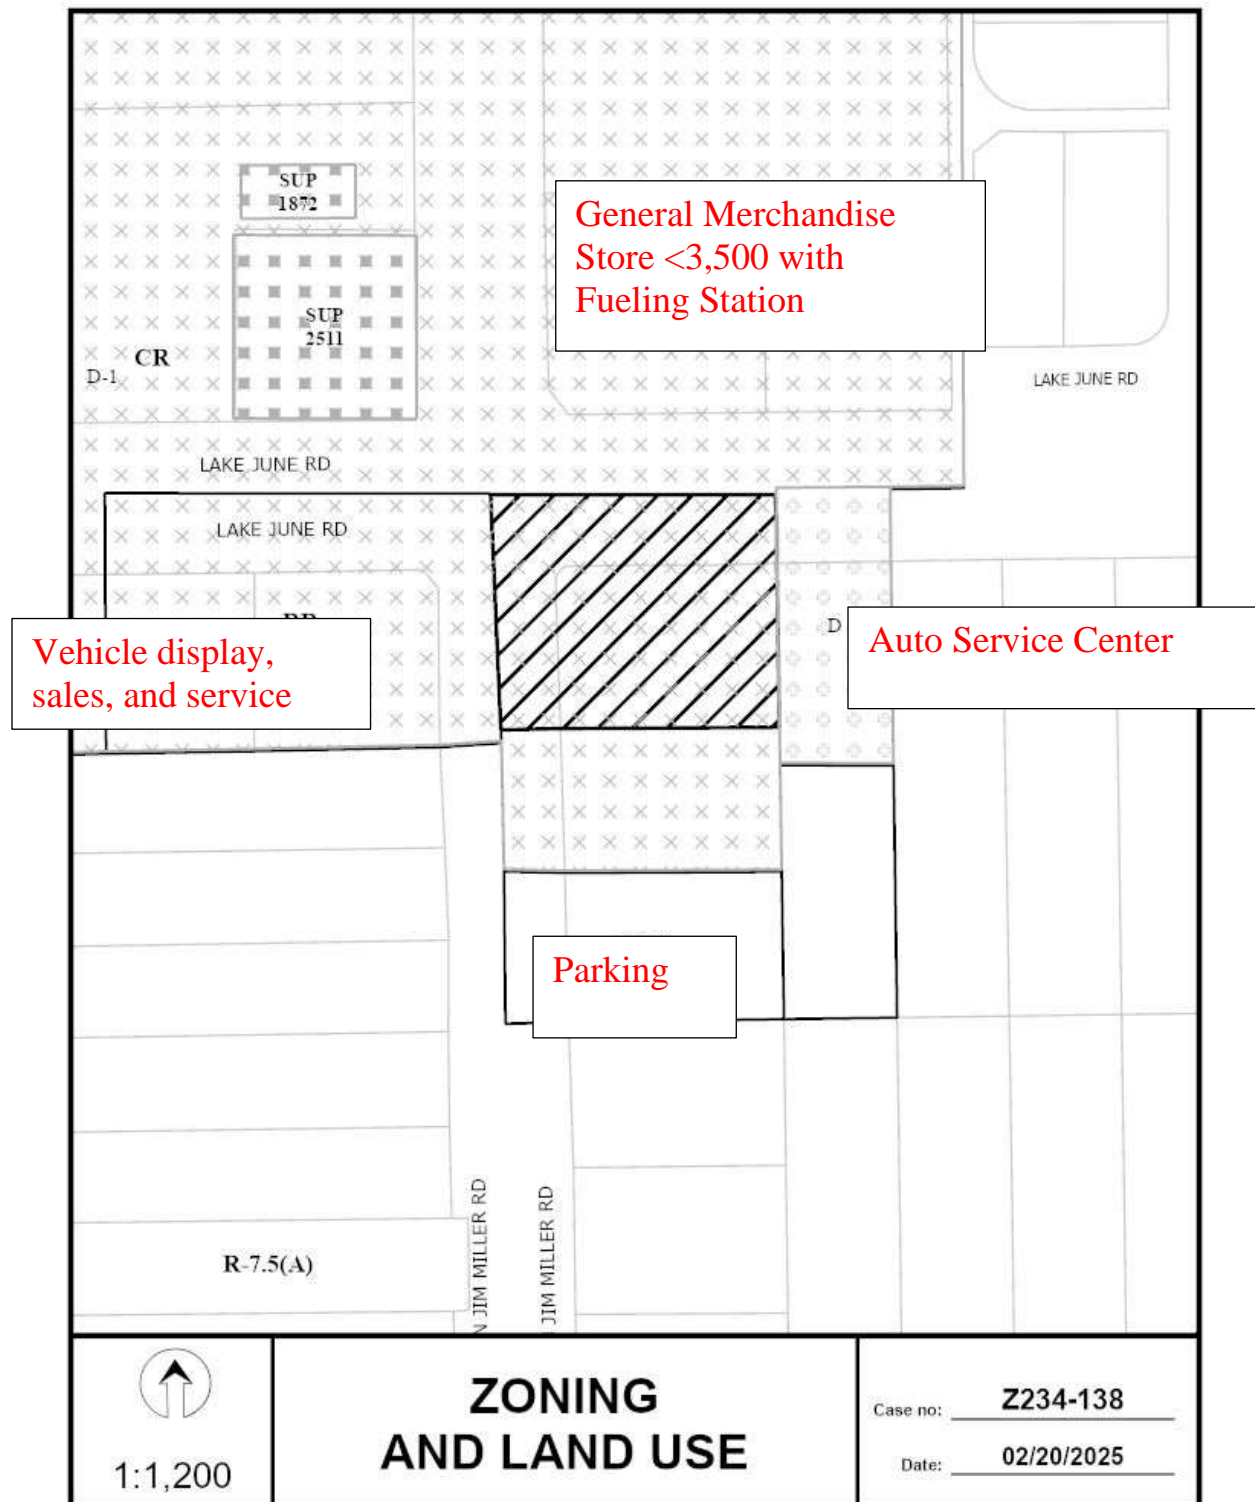 SUP
1872
General Merchandise
Store <3,500 with
Fueling Station
SUP
2511
CR
D-1
LAKE JUNE RD
LAKE JUNE RD
LAKE JUNE RD
Vehicle display,
sales, and service
D
Auto Service Center
Parking
N JIM MILLER RD
JIM MILLER RD
R-7.5(A)
1:1,200
ZONING
AND LAND USE
Case no: Z234-138
Date: 02/20/2025